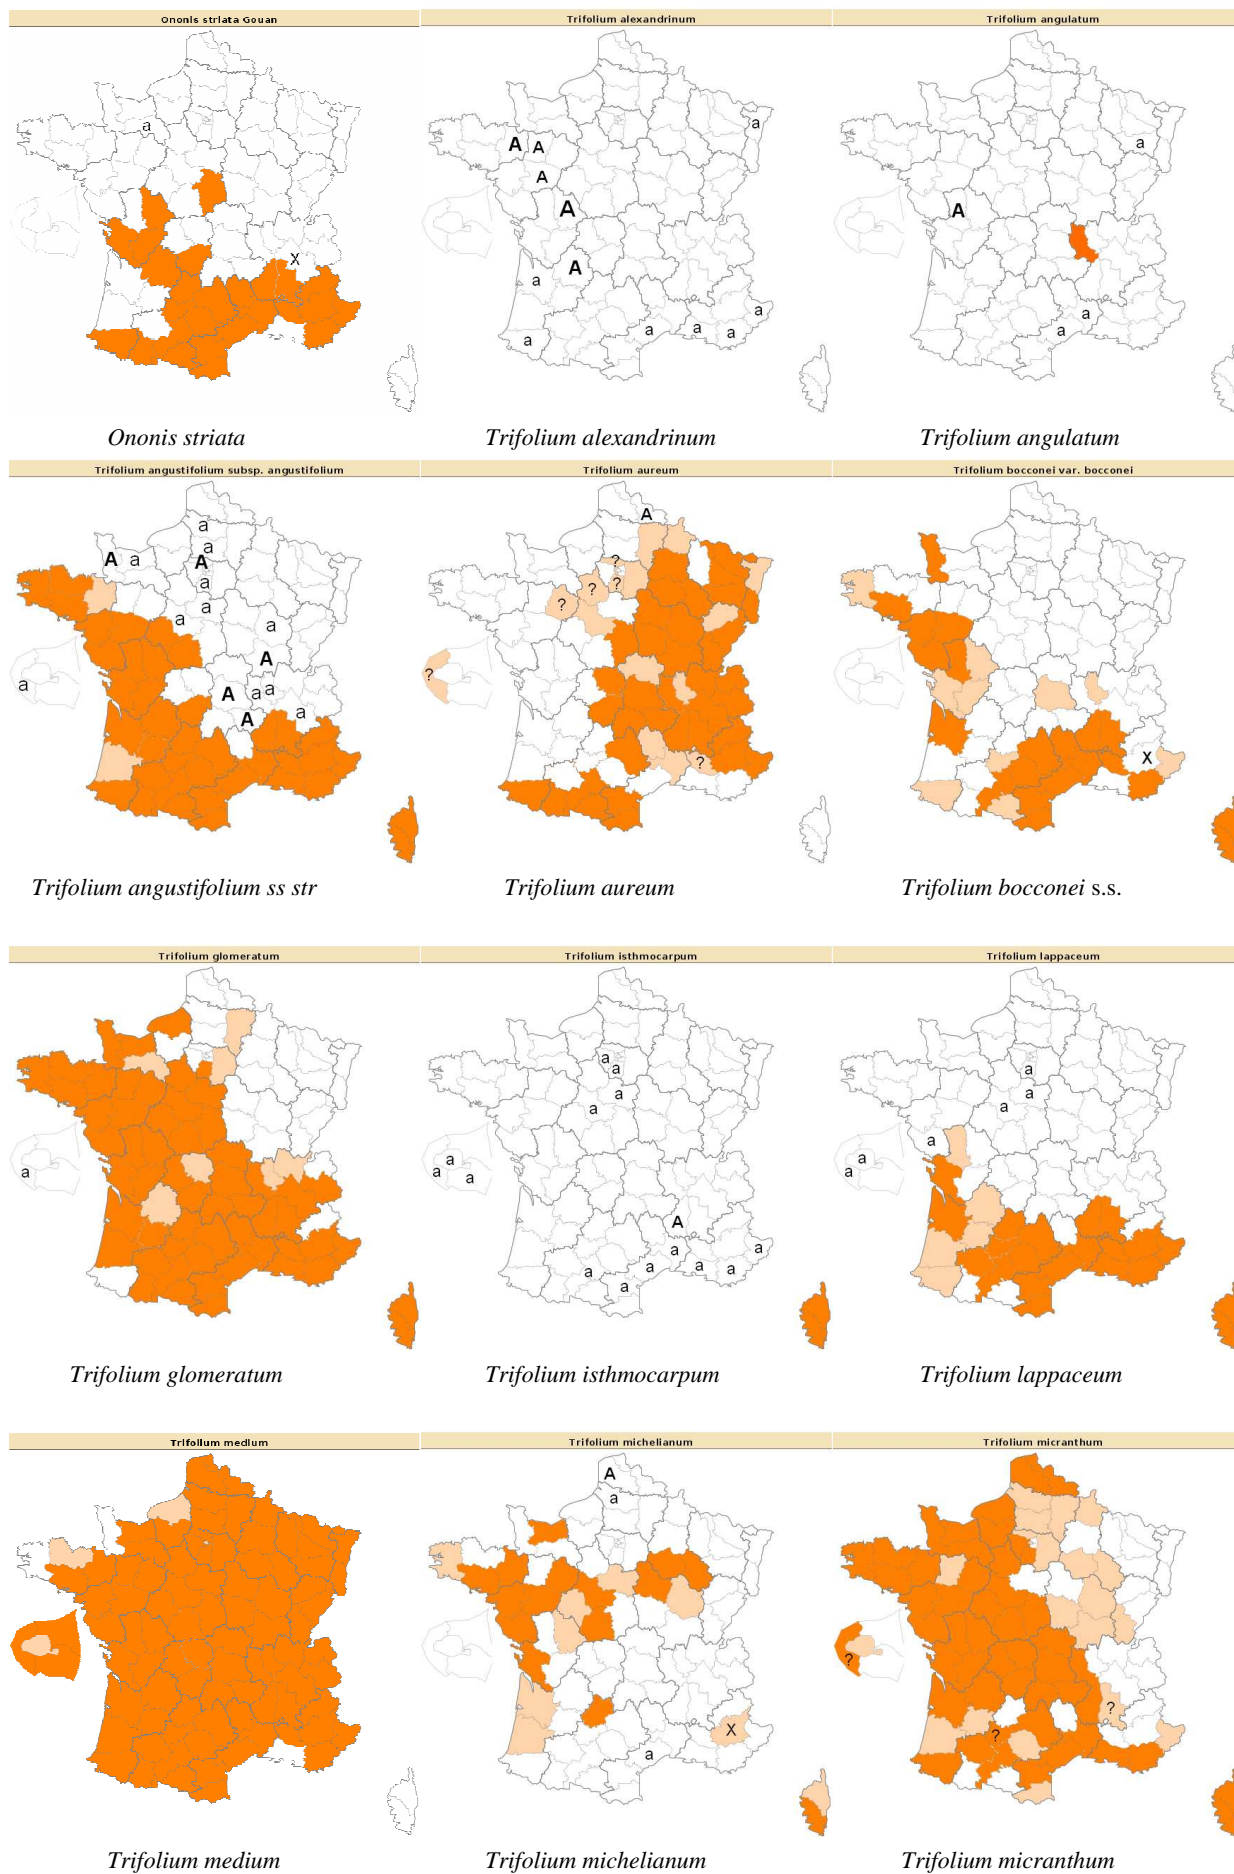 Ononis striata Gouan
Trifolium alexandrinum
Trifolium angulatum
a
X
a
A
A
A
A
A
a
a
a
a
a
a
a
A
a
a
Ononis striata
Trifolium alexandrinum
Trifolium angulatum
Trifolium angustifolium subsp. angustifolium
Trifolium aureum
Trifolium bocconei var. bocconei
a
a
A
a
A
a
a
a
a
A
a
A
a
a
a
A
A
?
?
?
?
?
?
X
Trifolium angustifolium ss str
Trifolium aureum
Trifolium bocconei s.s.
Trifolium glomeratum
Trifolium isthmocarpum
Trifolium lappaceum
a
a
a
a
a
a
a
a
A
a
a
a
a
a
a
a
a
a
a
a
a
a
Trifolium glomeratum
Trifolium isthmocarpum
Trifolium lappaceum
Trifolium medium
Trifolium michelianum
Trifolium micranthum
A
a
X
a
?
?
?
Trifolium medium
Trifolium michelianum
Trifolium micranthum